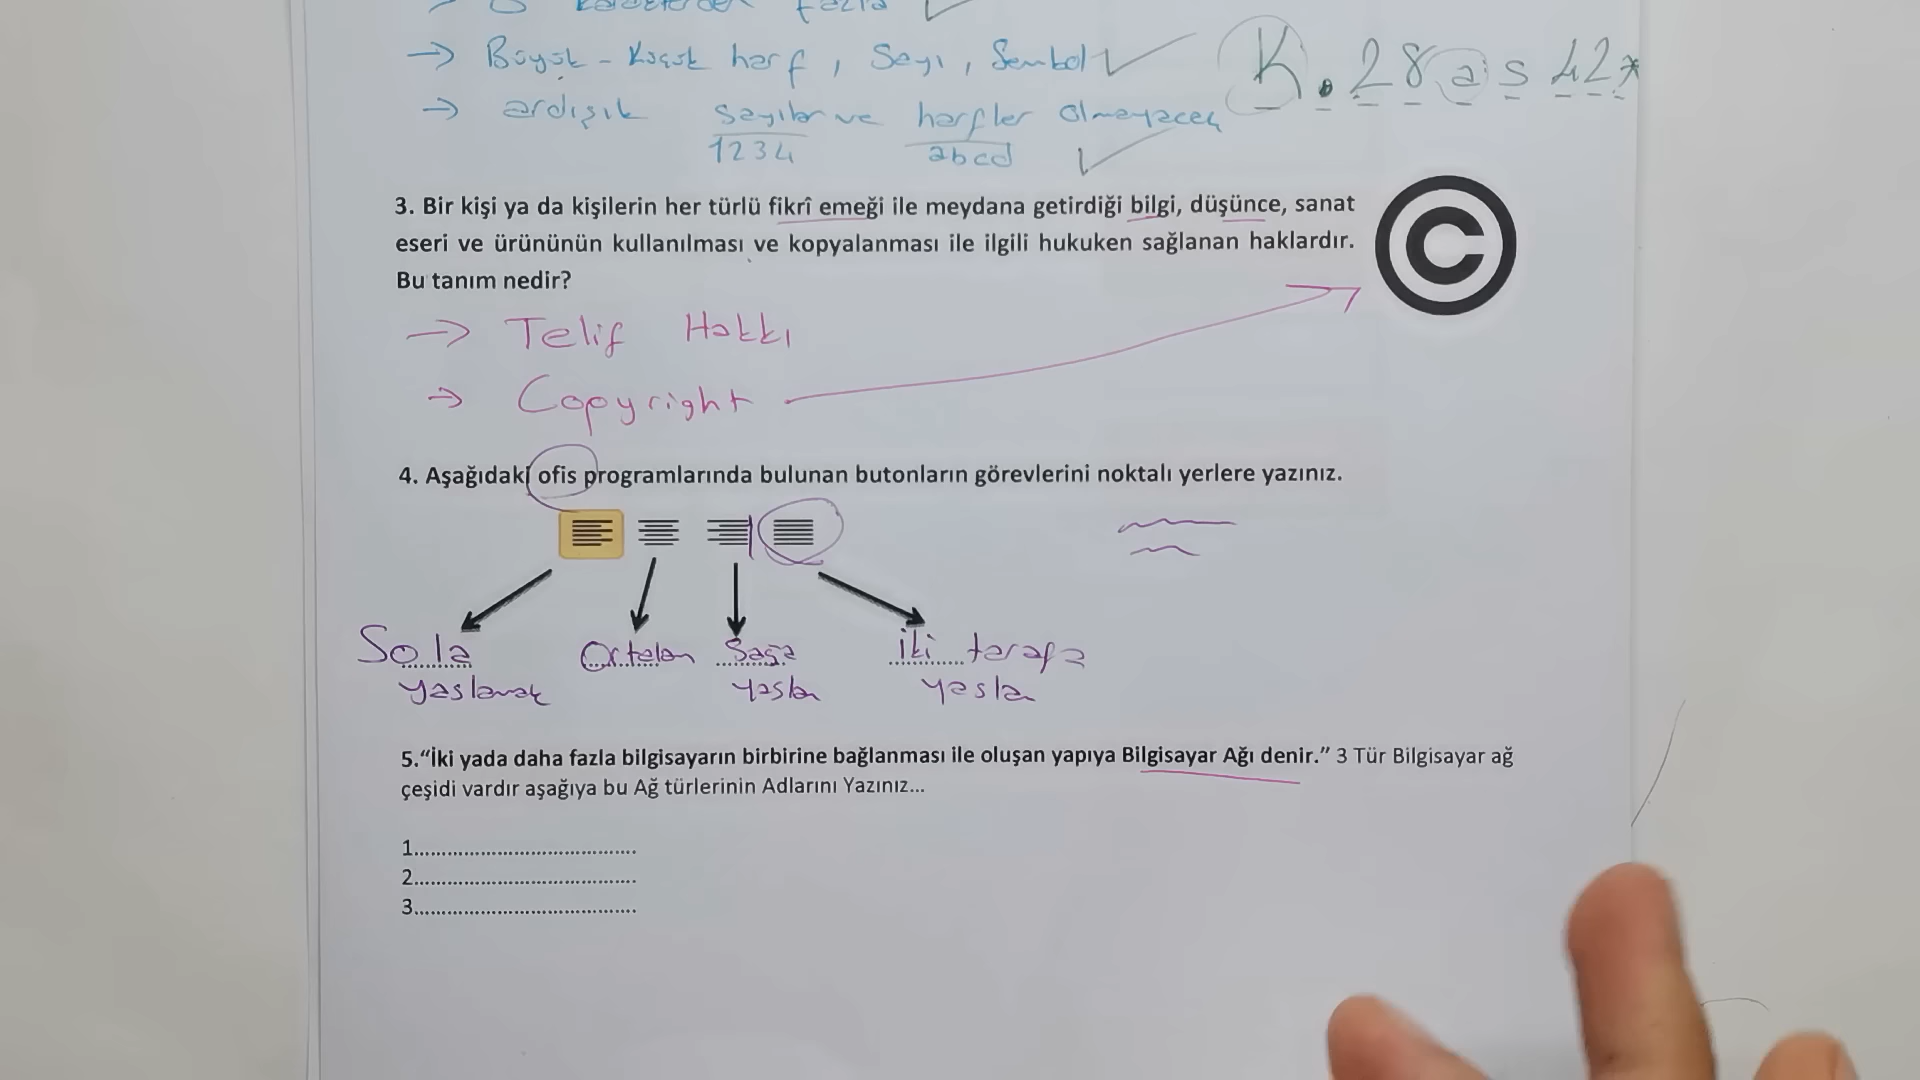 fazla
→ Büyük - Küçük harf, Sayı, Sembol
K.28as42*
→ ardışık sayılar ve harfler olmayacak
1234 abcd
3. Bir kişi ya da kişilerin her türlü fikrî emeği ile meydana getirdiği bilgi, düşünce, sanat
eseri ve ürününün kullanılması ve kopyalanması ile ilgili hukuken sağlanan haklardır.
Bu tanım nedir?
©
→ Telif Hakkı
→ Copyright
4. Aşağıdaki ofis programlarında bulunan butonların görevlerini noktalı yerlere yazınız.
Sola Ortalan Sağa İki tarafa
yaslamak yasla yasla
5."İki yada daha fazla bilgisayarın birbirine bağlanması ile oluşan yapıya Bilgisayar Ağı denir." 3 Tür Bilgisayar ağ
çeşidi vardır aşağıya bu Ağ türlerinin Adlarını Yazınız...
1........................................
2........................................
3........................................